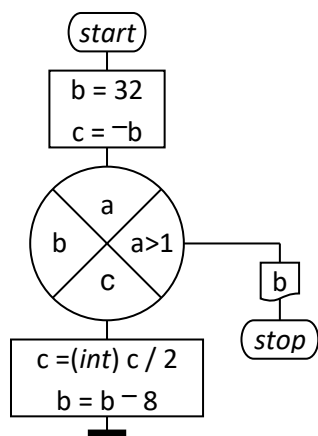 start
b = 32
c = –b
a
b
a>1
c
b
stop
c =(int) c / 2
b = b – 8